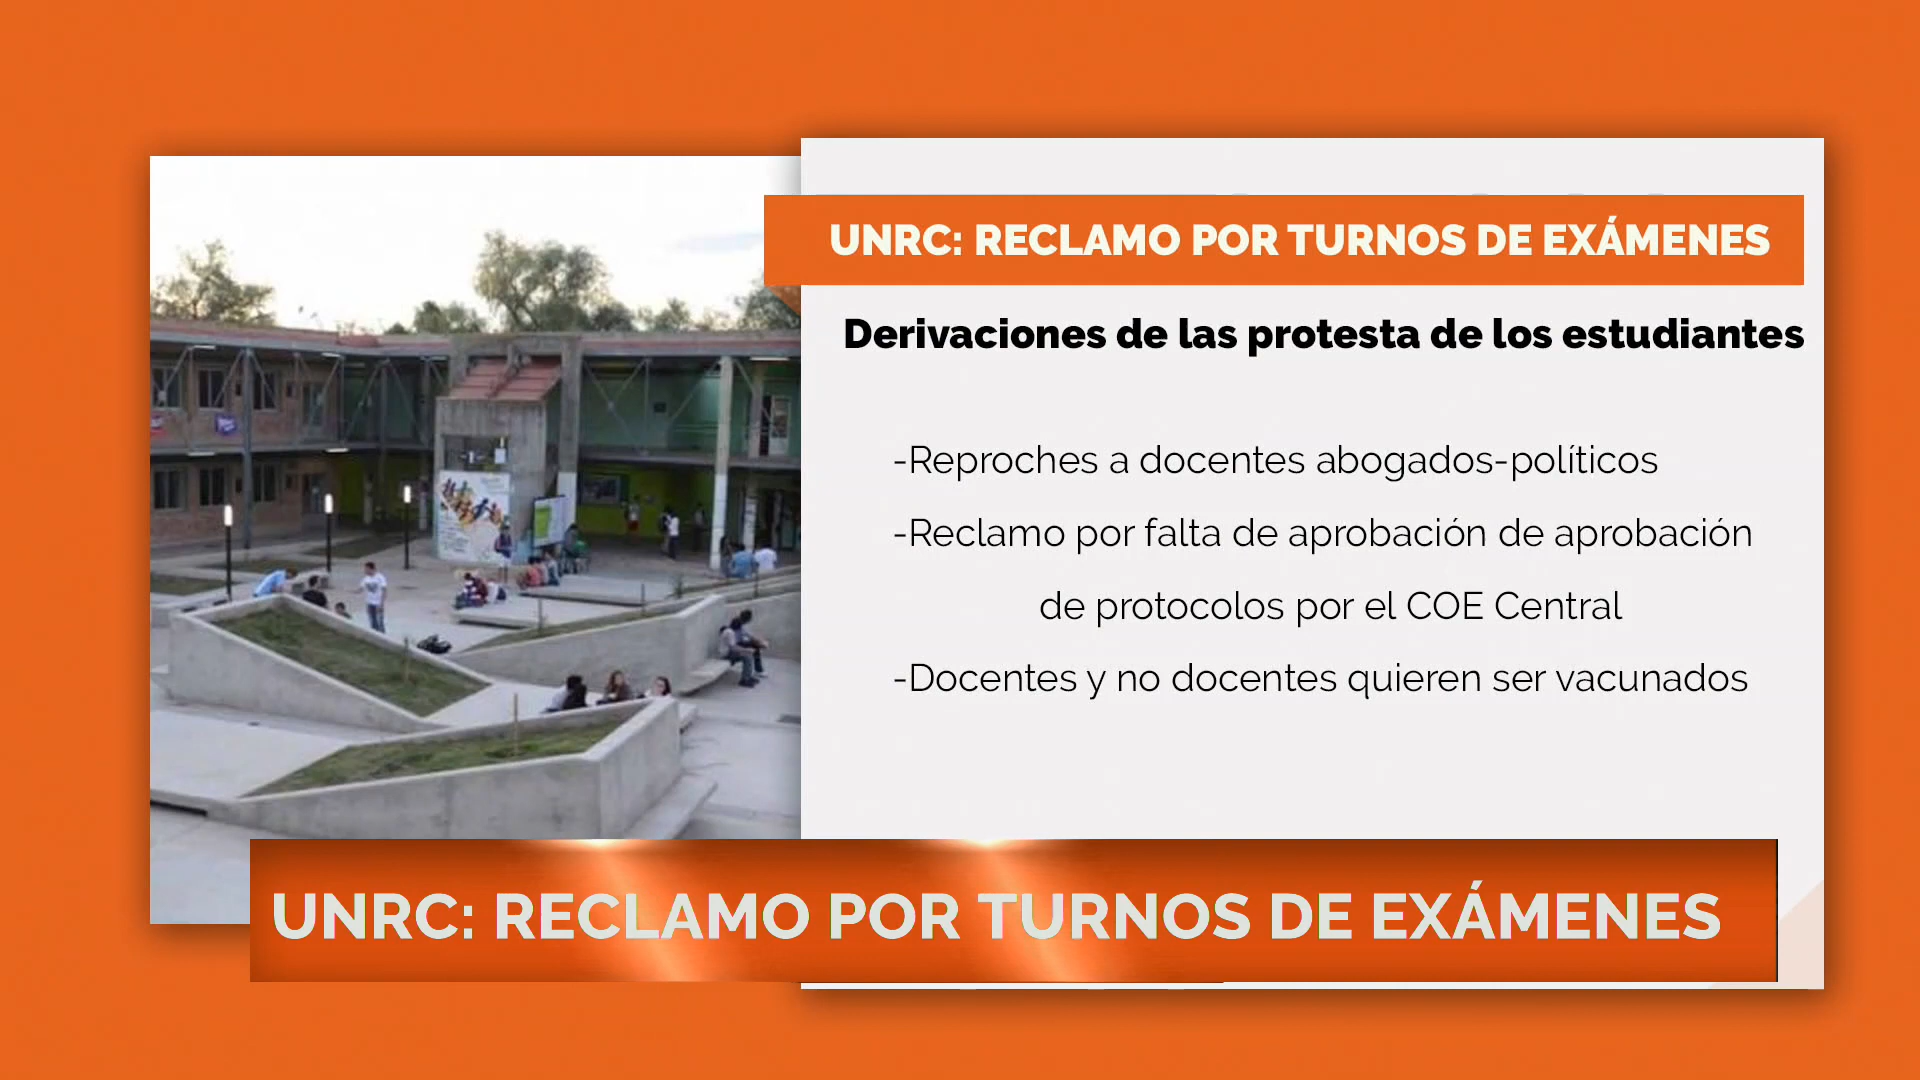 UNRC: RECLAMO POR TURNOS DE EXÁMENES
Derivaciones de las protesta de los estudiantes
-Reproches a docentes abogados-políticos
-Reclamo por falta de aprobación de aprobación
de protocolos por el COE Central
-Docentes y no docentes quieren ser vacunados
UNRC: RECLAMO POR TURNOS DE EXÁMENES